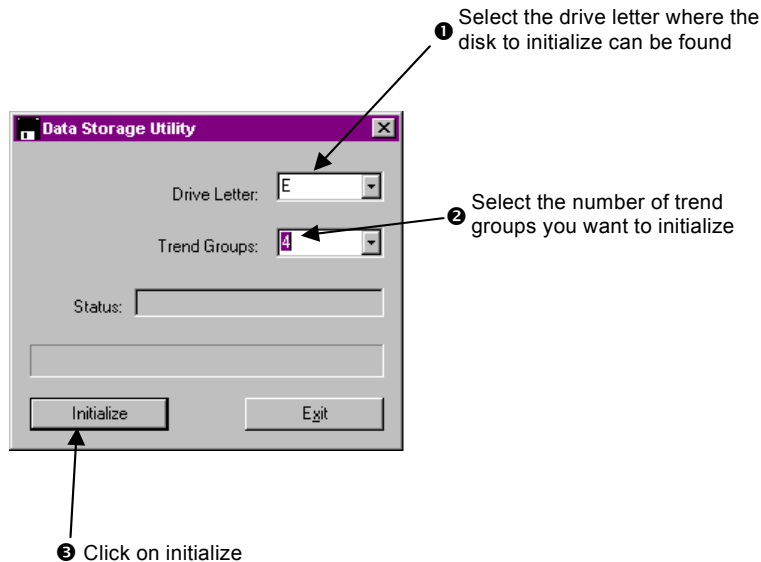 ❶ Select the drive letter where the
disk to initialize can be found
Data Storage Utility
Drive Letter: E
❷ Select the number of trend
groups you want to initialize
Trend Groups: 4
Status:
Initialize Exit
❸ Click on initialize